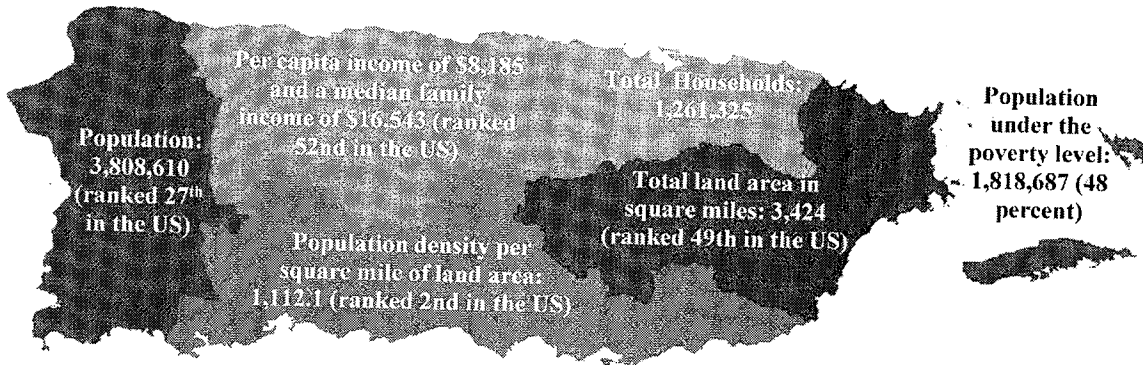 Per capita income of $8,185
and a median family
income of $16,543 (ranked
52nd in the US)
Total Households:
1,261,325
Population:
3,808,610
(ranked 27th
in the US)
Population
under the
poverty level:
1,818,687 (48
percent)
Total land area in
square miles: 3,424
(ranked 49th in the US)
Population density per
square mile of land area:
1,112.1 (ranked 2nd in the US)